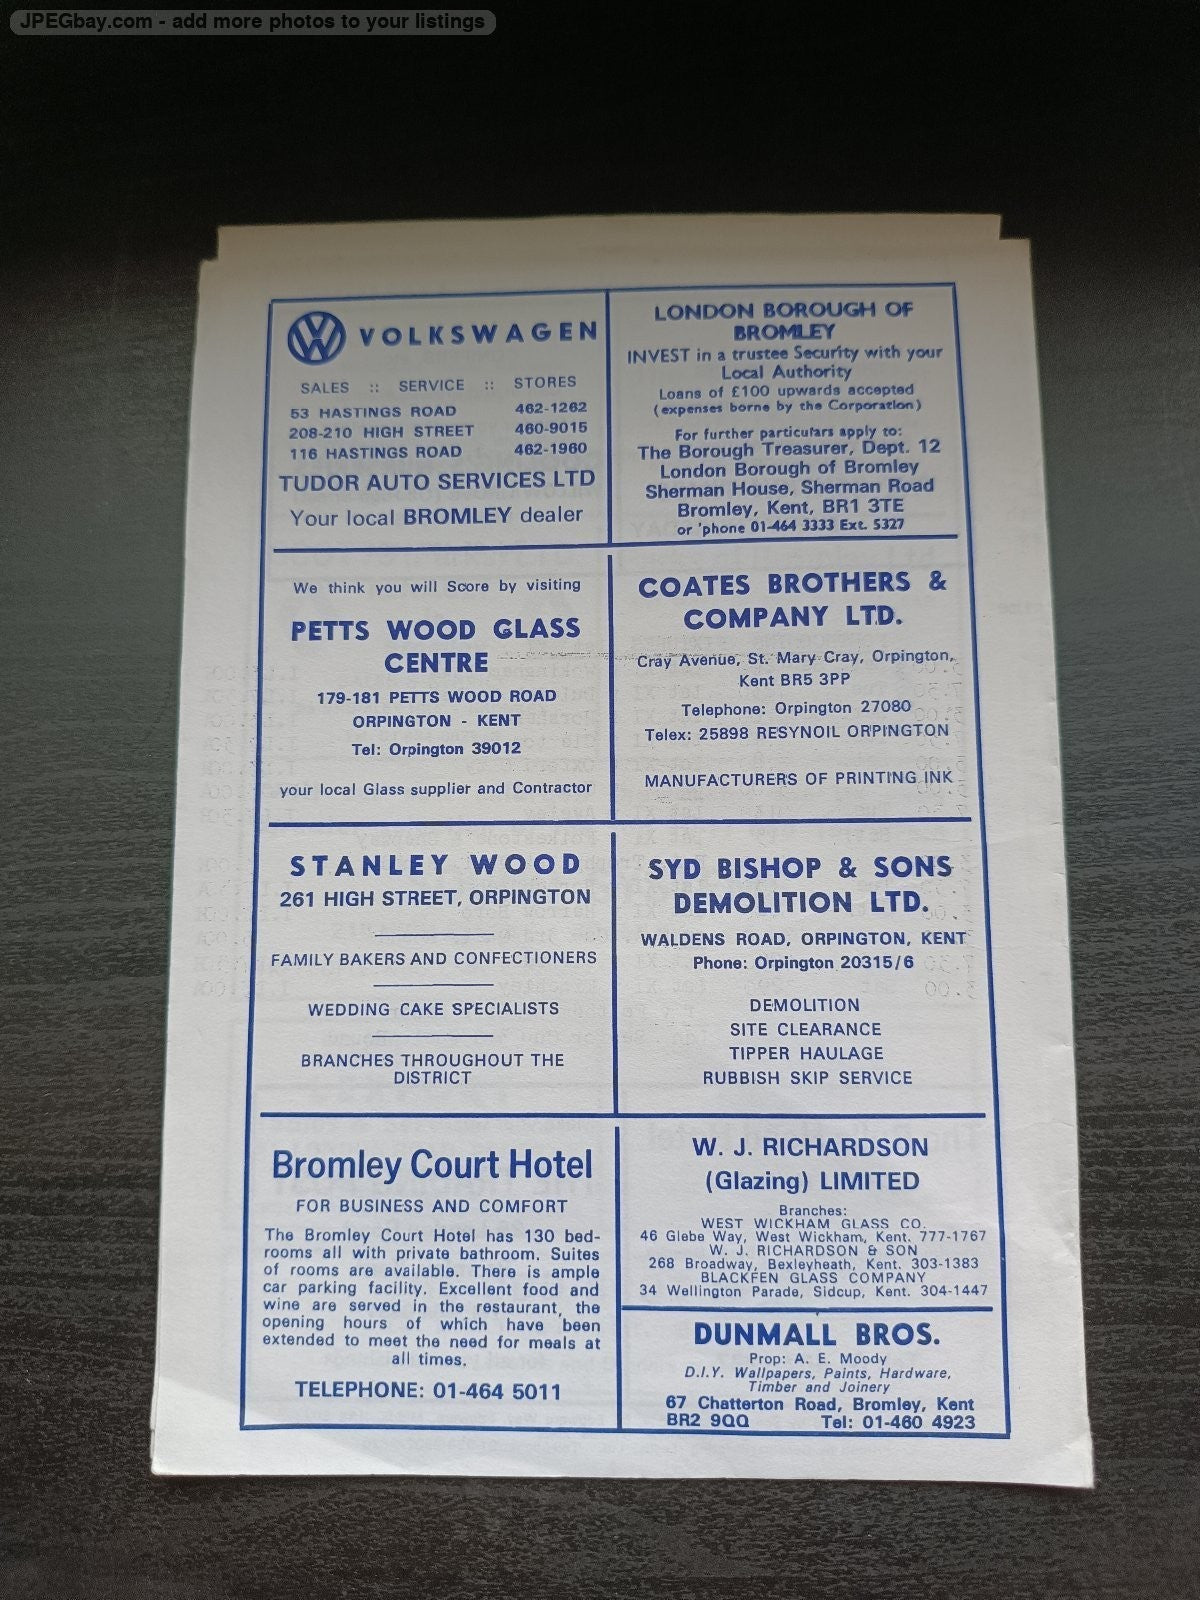 JPEGbay.com - add more photos to your listings
VOLKSWAGEN
SALES :: SERVICE :: STORES
53 HASTINGS ROAD 462-1262
208-210 HIGH STREET 460-9015
116 HASTINGS ROAD 462-1960
TUDOR AUTO SERVICES LTD
Your local BROMLEY dealer
LONDON BOROUGH OF
BROMLEY
INVEST in a trustee Security with your
Local Authority
Loans of £100 upwards accepted
(expenses borne by the Corporation)
For further particulars apply to:
The Borough Treasurer, Dept. 12
London Borough of Bromley
Sherman House, Sherman Road
Bromley, Kent, BR1 3TE
or 'phone 01-464 3333 Ext. 5327
We think you will Score by visiting
PETTS WOOD GLASS
CENTRE
179-181 PETTS WOOD ROAD
ORPINGTON - KENT
Tel: Orpington 39012
your local Glass supplier and Contractor
COATES BROTHERS &
COMPANY LTD.
Cray Avenue, St. Mary Cray, Orpington,
Kent BR5 3PP
Telephone: Orpington 27080
Telex: 25898 RESYNOIL ORPINGTON
MANUFACTURERS OF PRINTING INK
STANLEY WOOD
261 HIGH STREET, ORPINGTON
FAMILY BAKERS AND CONFECTIONERS
WEDDING CAKE SPECIALISTS
BRANCHES THROUGHOUT THE
DISTRICT
SYD BISHOP & SONS
DEMOLITION LTD.
WALDENS ROAD, ORPINGTON, KENT
Phone: Orpington 20315/6
DEMOLITION
SITE CLEARANCE
TIPPER HAULAGE
RUBBISH SKIP SERVICE
Bromley Court Hotel
FOR BUSINESS AND COMFORT
The Bromley Court Hotel has 130 bed-
rooms all with private bathroom. Suites
of rooms are available. There is ample
car parking facility. Excellent food and
wine are served in the restaurant, the
opening hours of which have been
extended to meet the need for meals at
all times.
TELEPHONE: 01-464 5011
W. J. RICHARDSON
(Glazing) LIMITED
Branches:
WEST WICKHAM GLASS CO.
46 Glebe Way, West Wickham, Kent. 777-1767
W. J. RICHARDSON & SON
268 Broadway, Bexleyheath, Kent. 303-1383
BLACKFEN GLASS COMPANY
34 Wellington Parade, Sidcup, Kent. 304-1447
DUNMALL BROS.
Prop: A. E. Moody
D.I.Y. Wallpapers, Paints, Hardware,
Timber and Joinery
67 Chatterton Road, Bromley, Kent
BR2 9QQ Tel: 01-460 4923